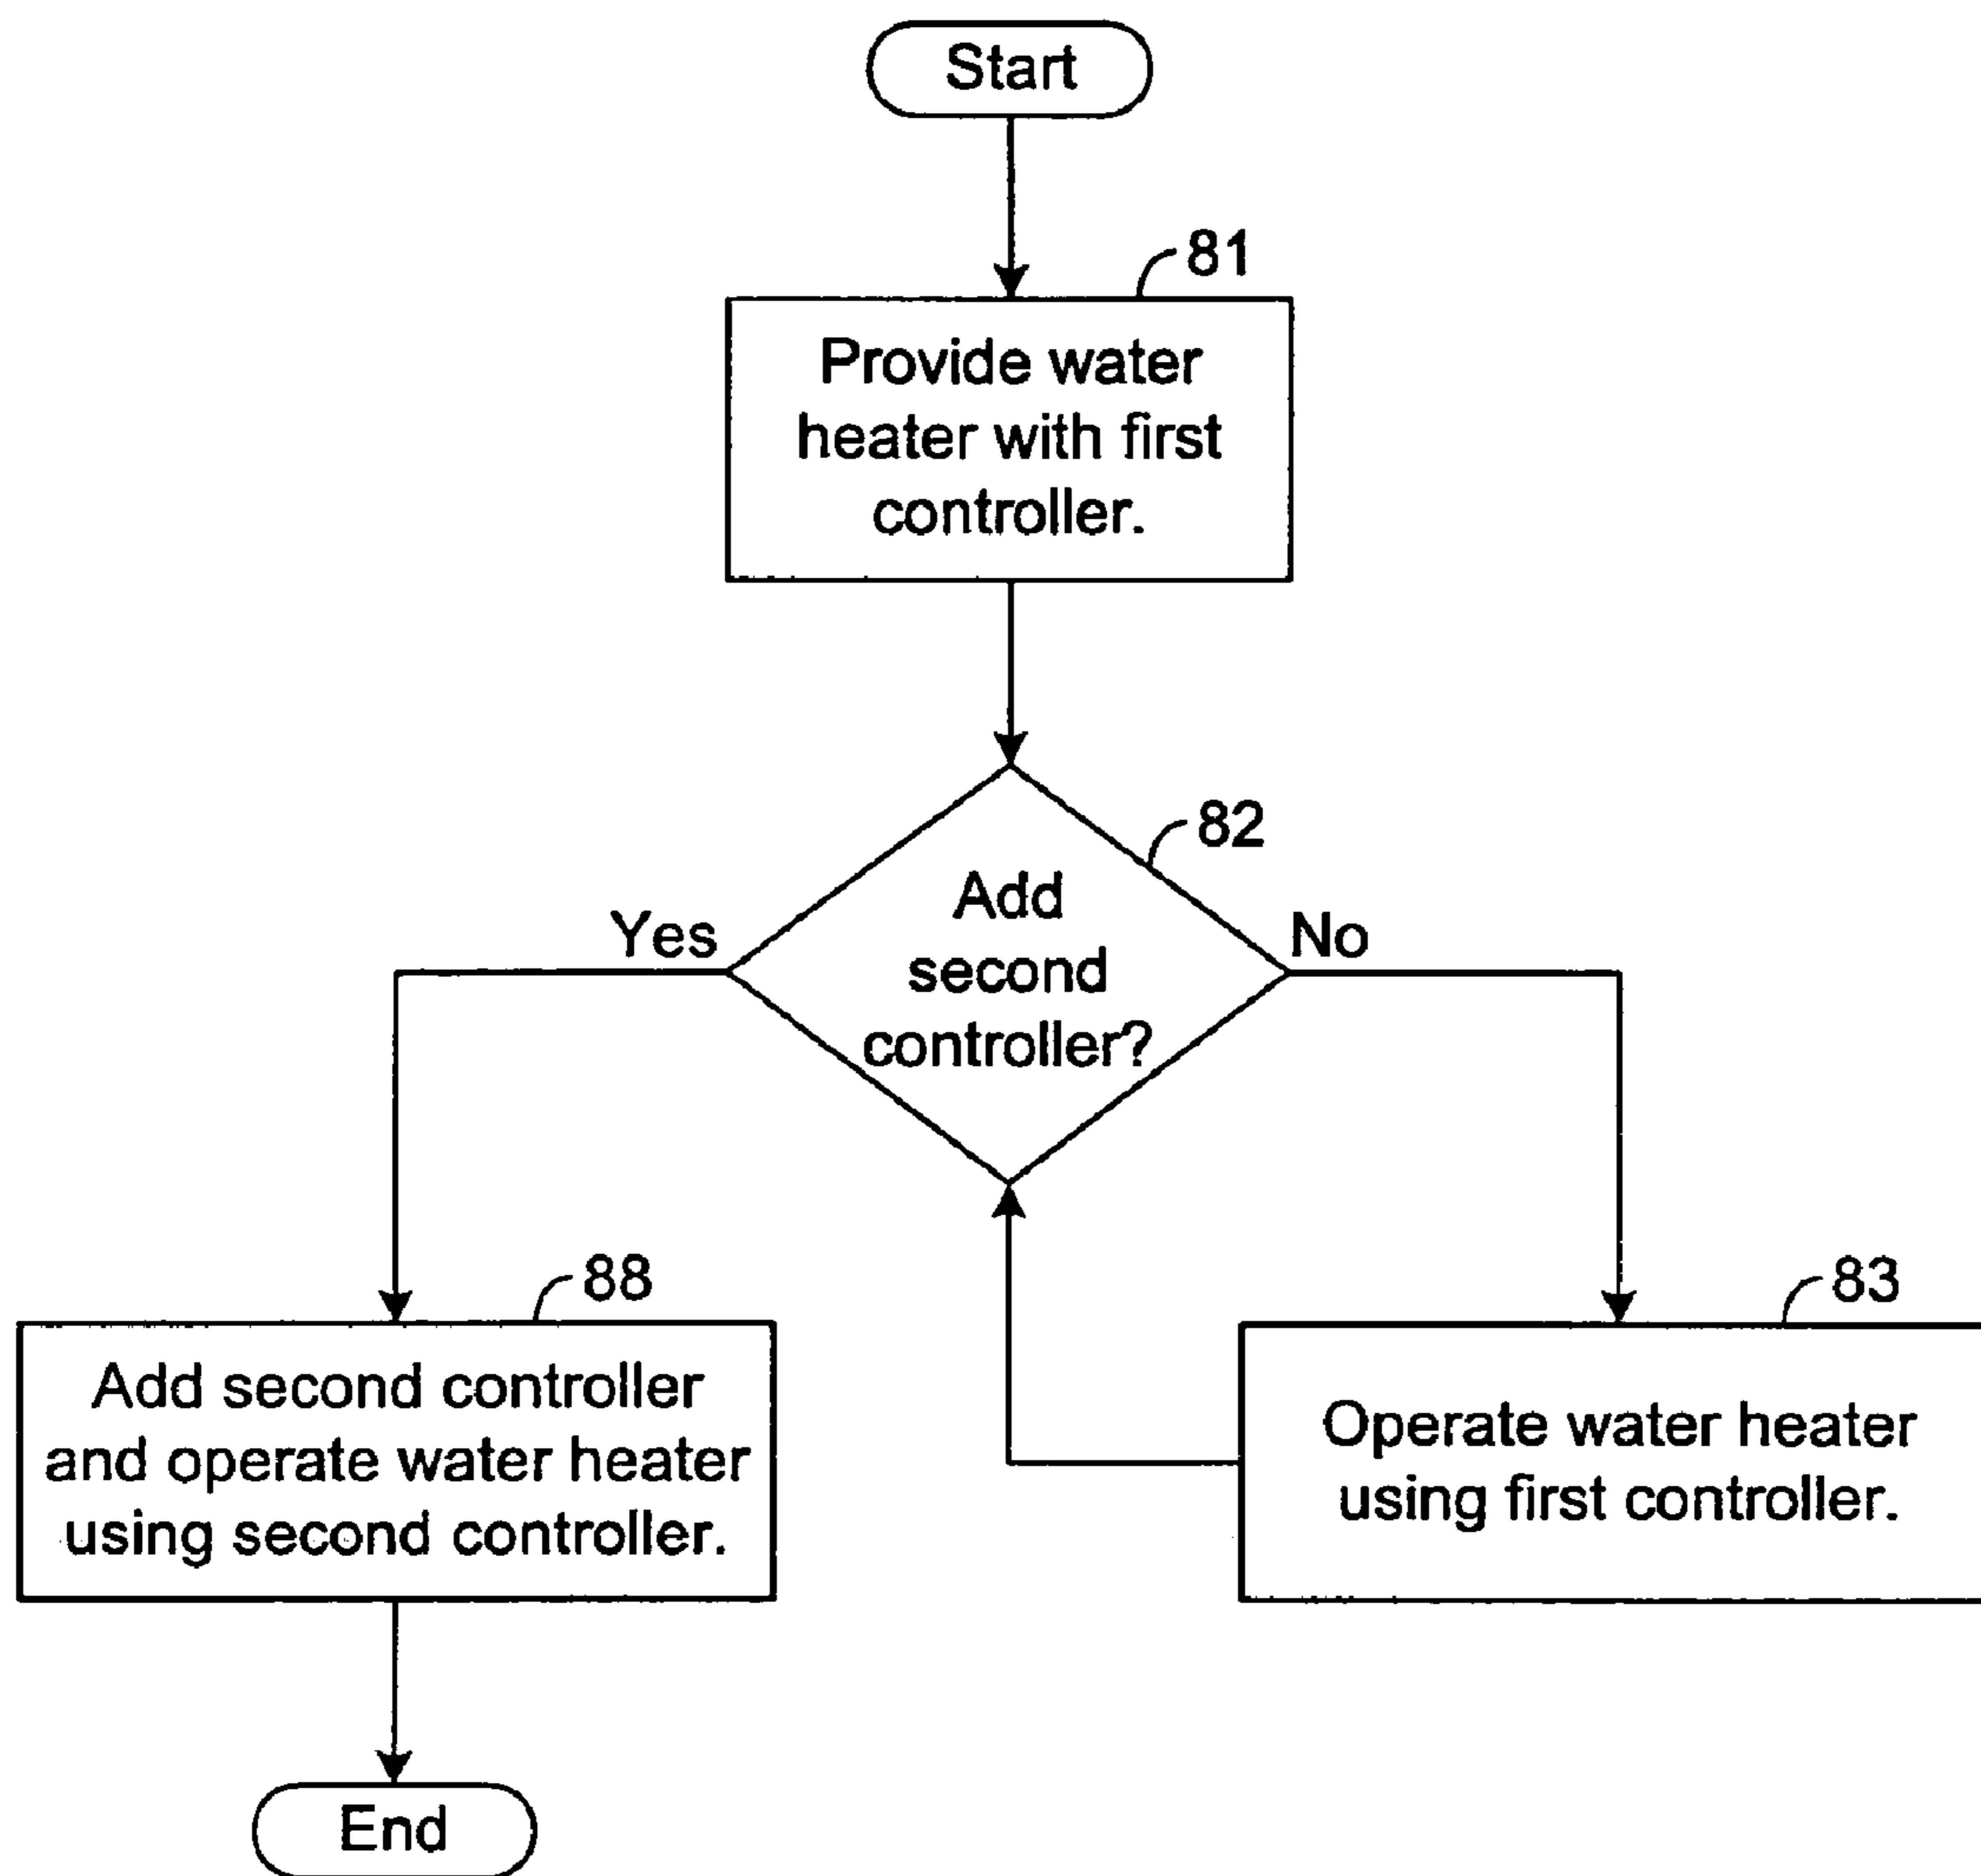 Start
81
Provide water
heater with first
controller.
82
Add
second
controller?
Yes
No
88
Add second controller
and operate water heater
using second controller.
83
Operate water heater
using first controller.
End